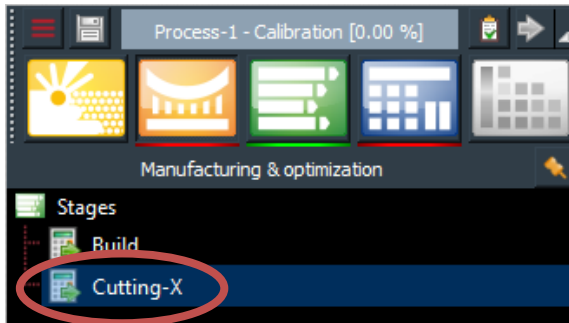 Process-1 - Calibration [0.00 %]
Manufacturing & optimization
Stages
Build
Cutting-X